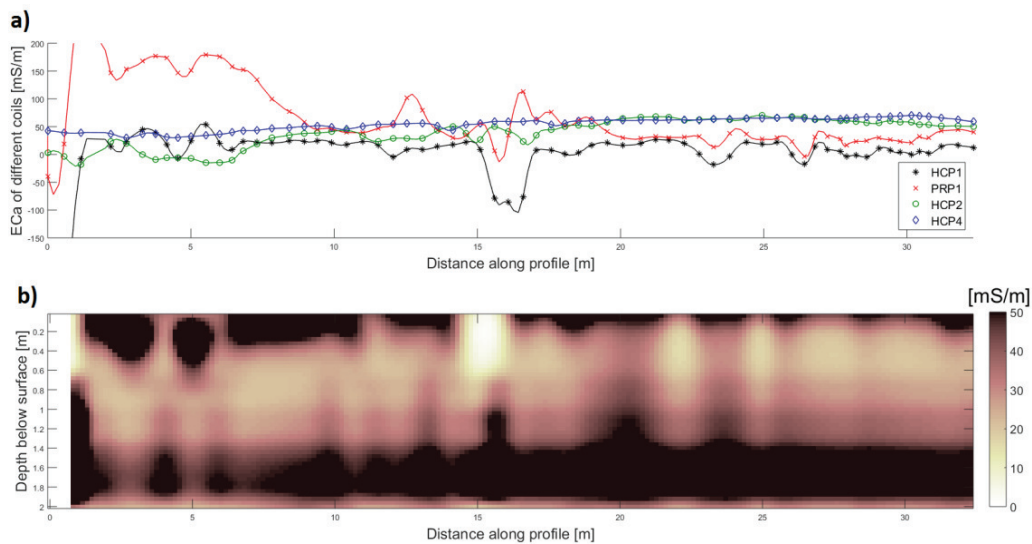 a)
ECa of different coils [mS/m]
200
150
100
50
0
-50
-100
-150
0 5 10 15 20 25 30
Distance along profile [m]
HCP1
PRP1
HCP2
HCP4
b)
[mS/m]
Depth below surface [m]
0.2
0.4
0.6
0.8
1
1.2
1.4
1.6
1.8
2
0 5 10 15 20 25 30
Distance along profile [m]
50
40
30
20
10
0